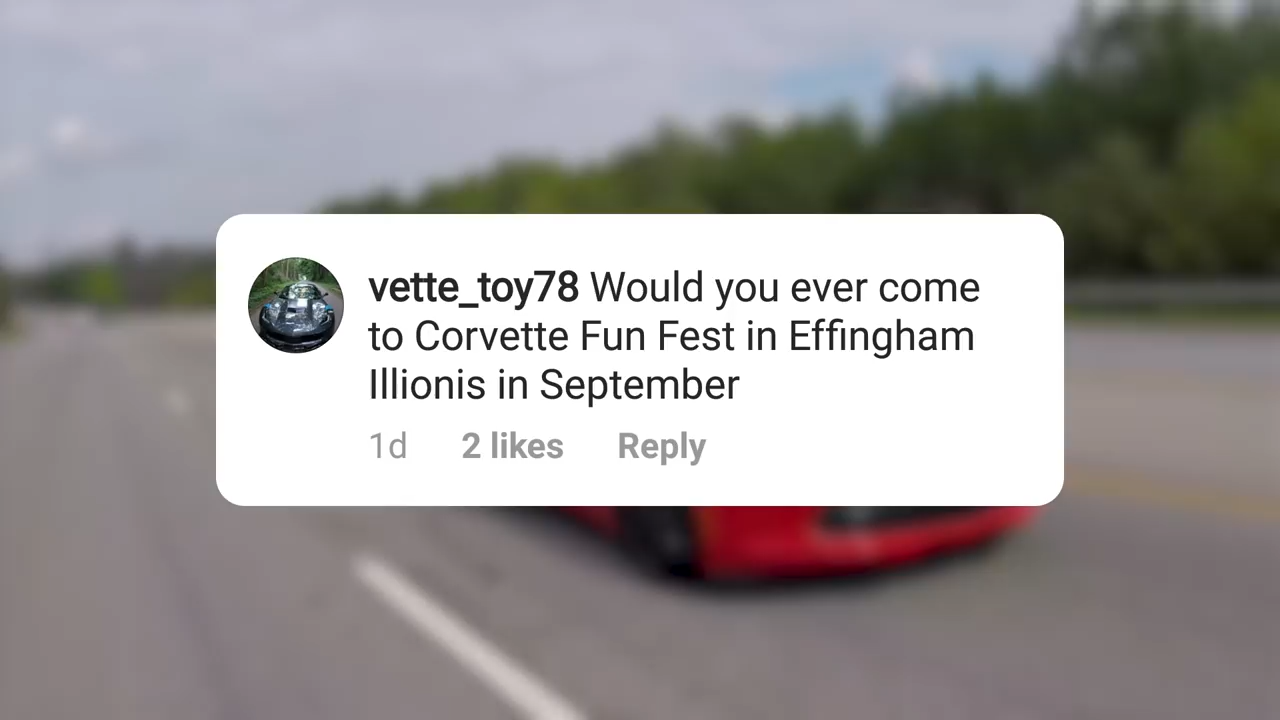 vette_toy78 Would you ever come
to Corvette Fun Fest in Effingham
Illionis in September
1d 2 likes Reply